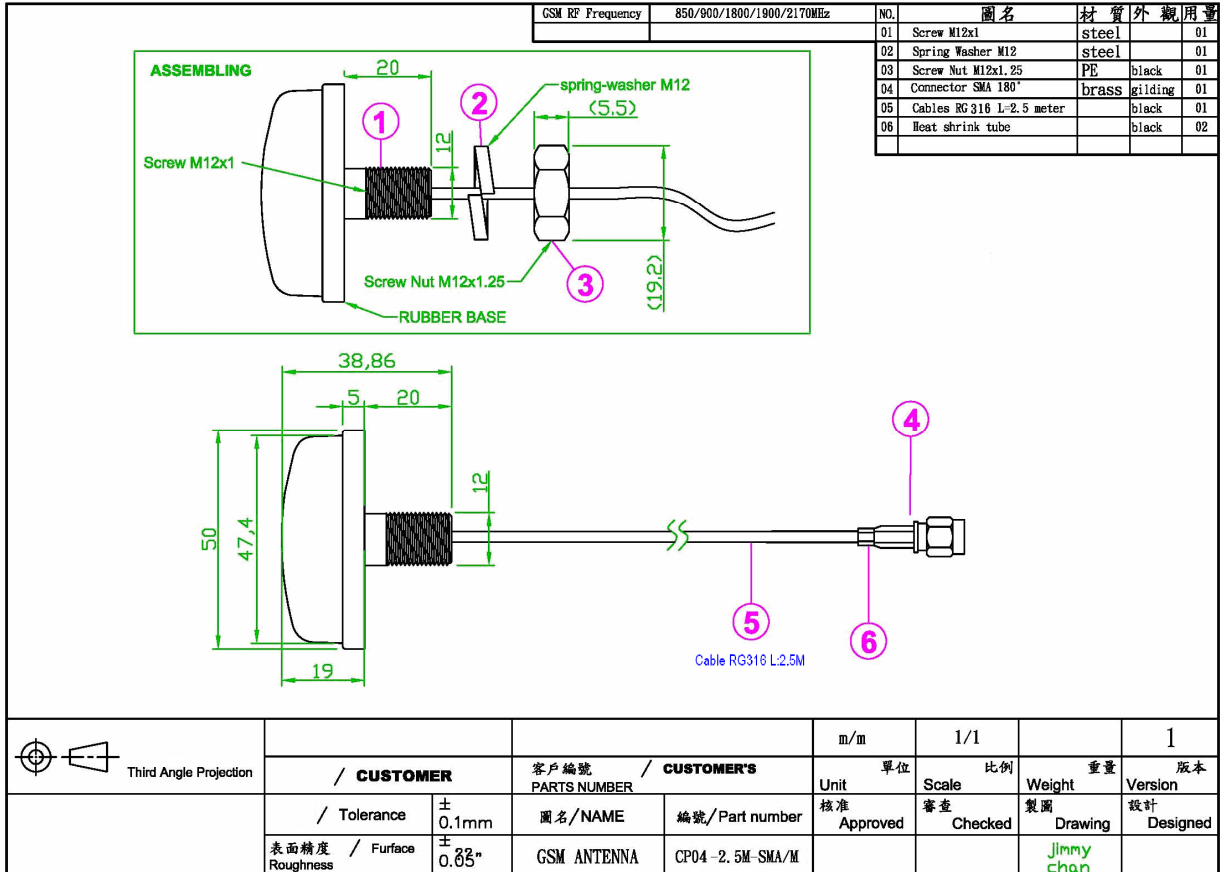 GSM RF Frequency 850/900/1800/1900/2170MHz
NO. 圖名 材 質 外 觀 用量
01 Screw M12x1 steel 01
02 Spring Washer M12 steel 01
03 Screw Nut M12x1.25 PE black 01
04 Connector SMA 180° brass gilding 01
05 Cables RG316 L=2.5 meter black 01
06 Heat shrink tube black 02
ASSEMBLING
20
1
2
spring-washer M12
(5,5)
12
Screw M12x1
Screw Nut M12x1.25
3
(19,2)
RUBBER BASE
38,86
5
20
4
12
50
47,4
5
6
Cable RG316 L:2.5M
19
m/m 1/1 1
Third Angle Projection
/ CUSTOMER
客戶編號 / CUSTOMER'S
PARTS NUMBER
單位
Unit
比例
Scale
重量
Weight
版本
Version
/ Tolerance
±
0.1mm
圖名/NAME
編號/Part number
核准
Approved
審查
Checked
製圖
Drawing
設計
Designed
表面精度 / Furface
Roughness
±
GSM ANTENNA
CP04-2.5M-SMA/M
jimmy
chan